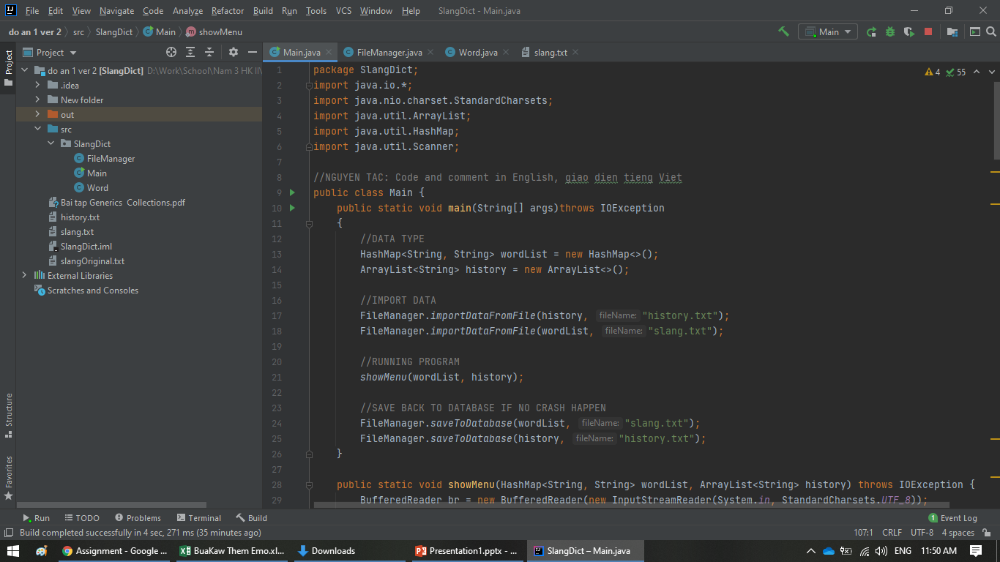 File Edit View Navigate Code Analyze Refactor Build Run Tools VCS Window Help SlangDict - Main.java
do an 1 ver 2 src SlangDict Main showMenu Main
Project
Main.java FileManager.java Word.java slang.txt
Project
do an 1 ver 2 [SlangDict] D:\Work\School\Nam 3 HK II\
.idea
New folder
out
src
SlangDict
FileManager
Main
Word
Bai tap Generics Collections.pdf
history.txt
slang.txt
SlangDict.iml
slangOriginal.txt
External Libraries
Scratches and Consoles
Structure
Favorites
4 55
1 package SlangDict;
2 import java.io.*;
3 import java.nio.charset.StandardCharsets;
4 import java.util.ArrayList;
5 import java.util.HashMap;
6 import java.util.Scanner;
7
8 //NGUYEN TAC: Code and comment in English, giao dien tieng Viet
9 public class Main {
10 public static void main(String[] args)throws IOException
11 {
12 //DATA TYPE
13 HashMap<String, String> wordList = new HashMap<>();
14 ArrayList<String> history = new ArrayList<>();
15
16 //IMPORT DATA
17 FileManager.importDataFromFile(history, fileName: "history.txt");
18 FileManager.importDataFromFile(wordList, fileName: "slang.txt");
19
20 //RUNNING PROGRAM
21 showMenu(wordList, history);
22
23 //SAVE BACK TO DATABASE IF NO CRASH HAPPEN
24 FileManager.saveToDatabase(wordList, fileName: "slang.txt");
25 FileManager.saveToDatabase(history, fileName: "history.txt");
26 }
27
28 public static void showMenu(HashMap<String, String> wordList, ArrayList<String> history) throws IOException {
29 BufferedReader br = new BufferedReader(new InputStreamReader(System.in, StandardCharsets.UTF_8));
Run TODO Problems Terminal Build 1 Event Log
Build completed successfully in 4 sec, 271 ms (35 minutes ago) 107:1 CRLF UTF-8 4 spaces
Assignment - Google ... BuaKaw Them Emo.xl... Downloads Presentation1.pptx - ... SlangDict – Main.java ENG 11:50 AM